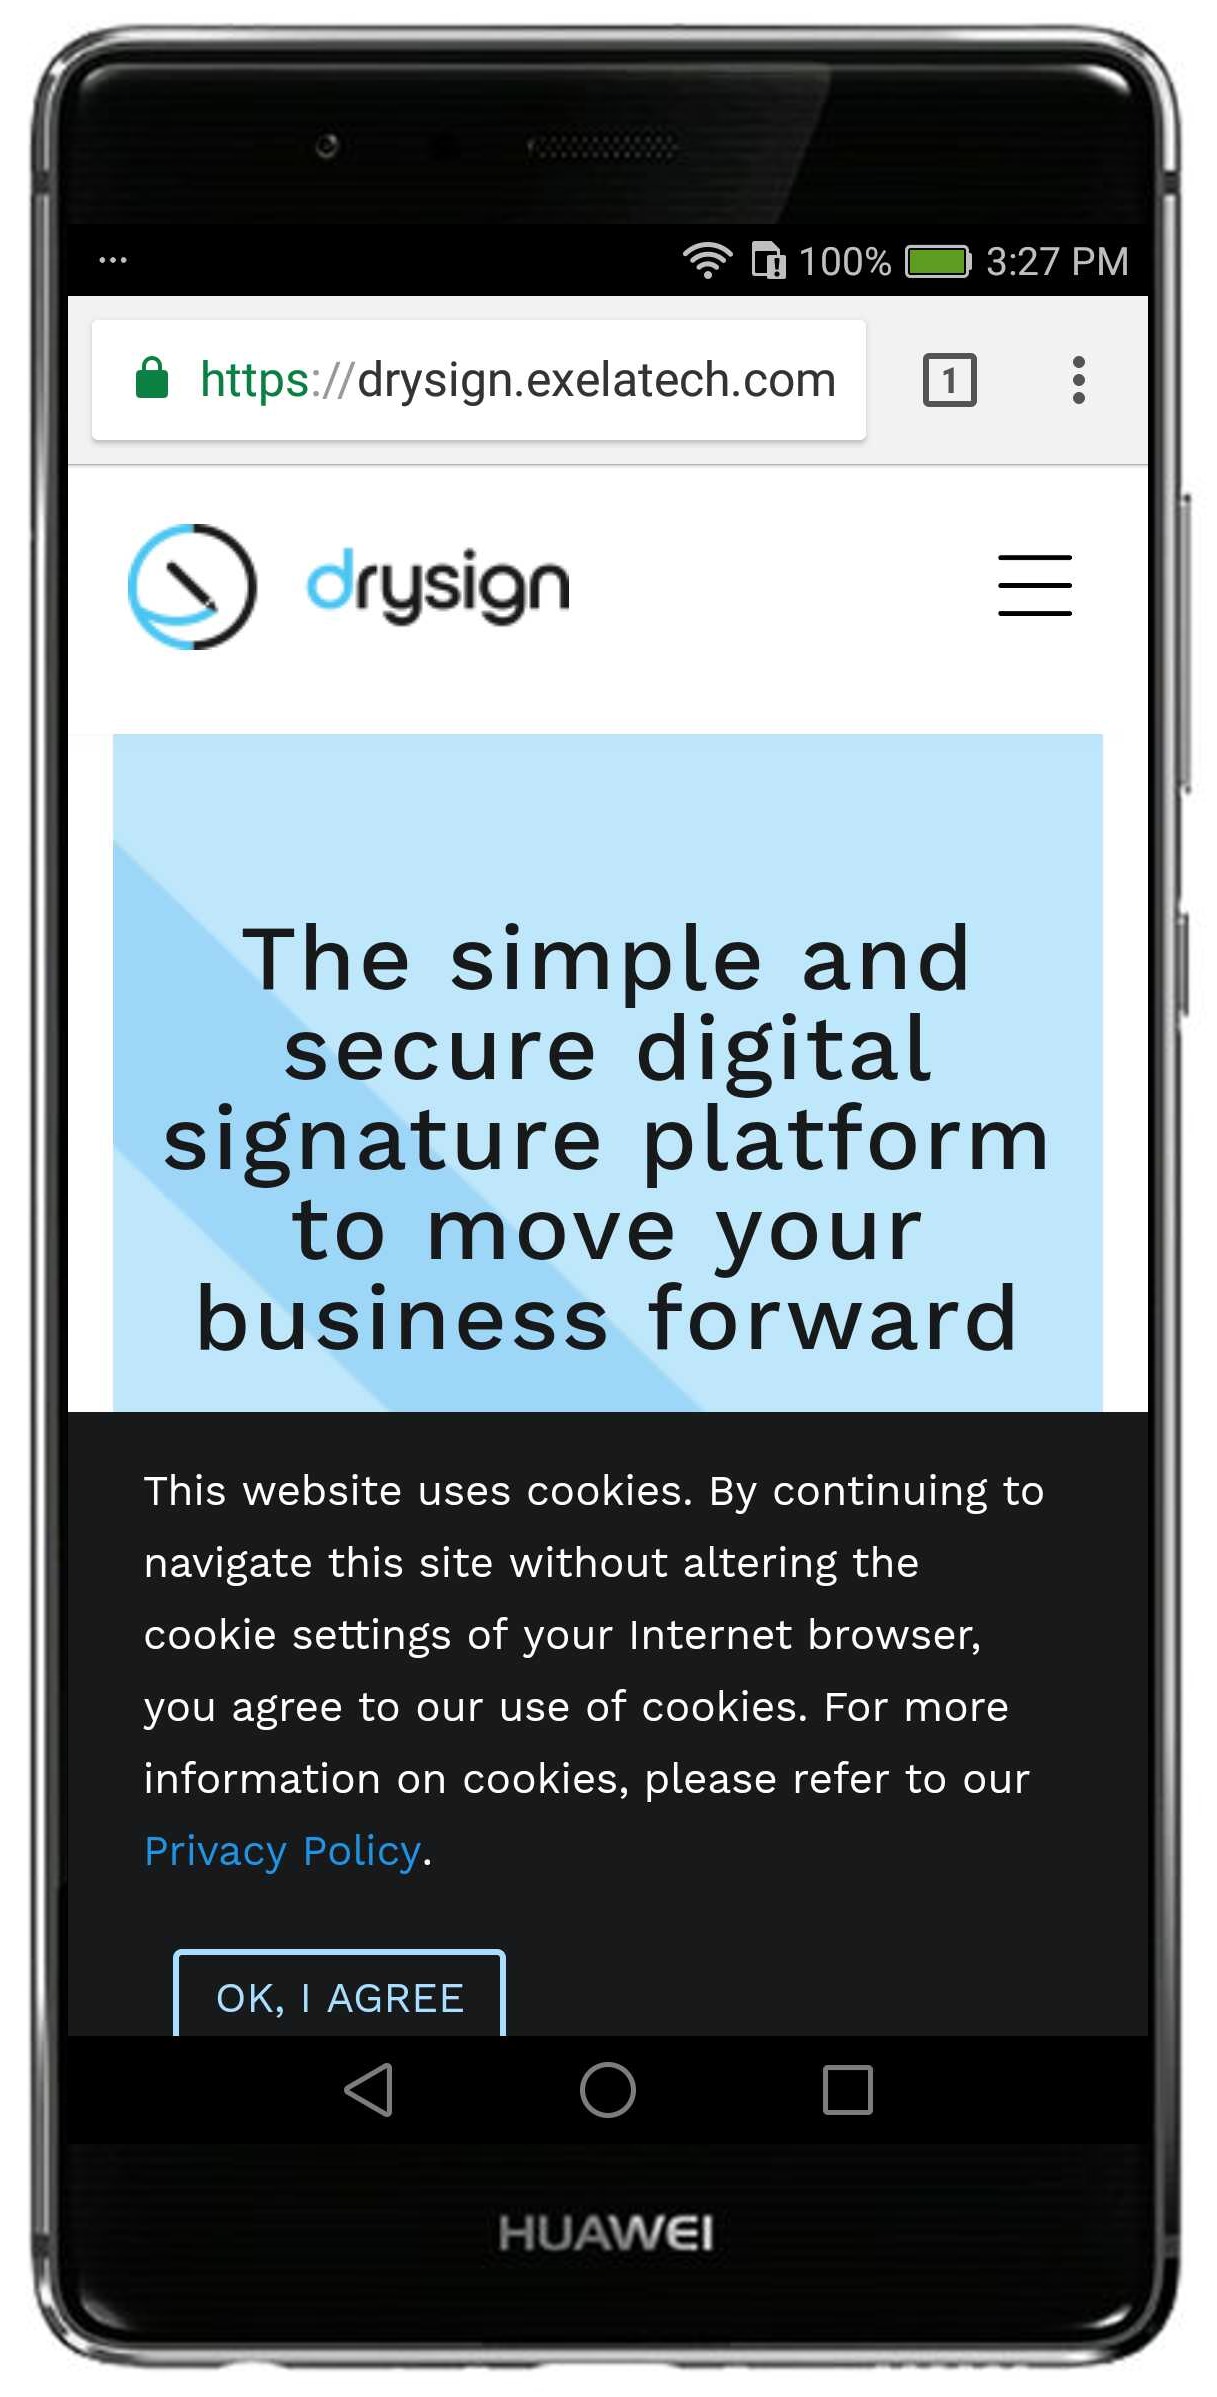 ...
100% 3:27 PM
https://drysign.exelatech.com 1
drysign
The simple and
secure digital
signature platform
to move your
business forward
This website uses cookies. By continuing to
navigate this site without altering the
cookie settings of your Internet browser,
you agree to our use of cookies. For more
information on cookies, please refer to our
Privacy Policy.
OK, I AGREE
HUAWEI